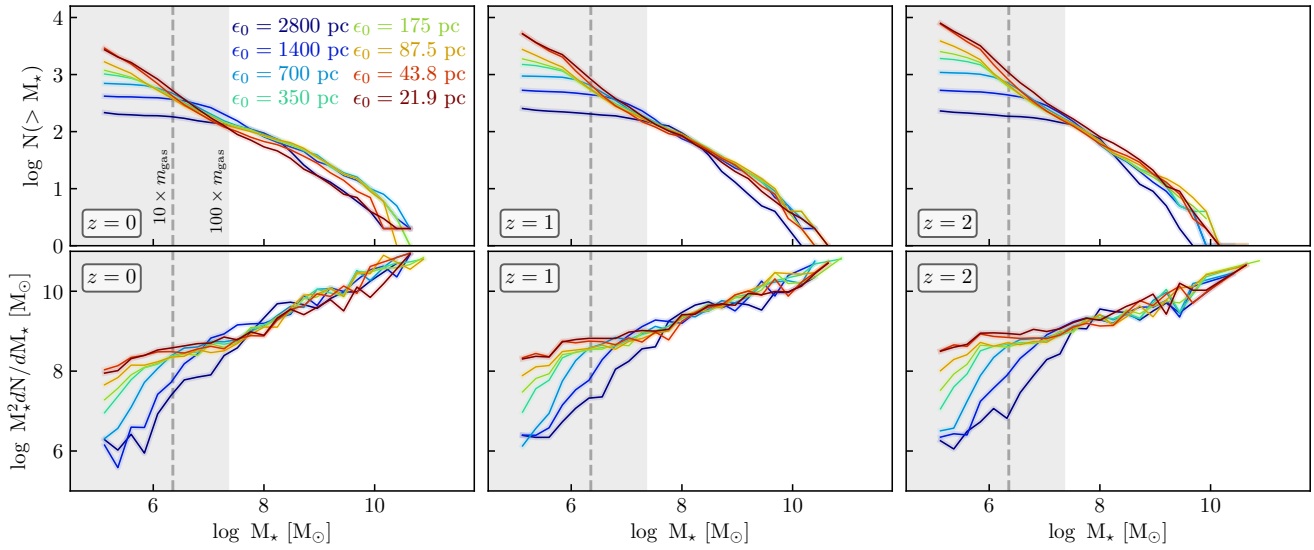 4
3
2
1
0
log N(> M⋆)
ϵ0 = 2800 pc ϵ0 = 175 pc
ϵ0 = 1400 pc ϵ0 = 87.5 pc
ϵ0 = 700 pc ϵ0 = 43.8 pc
ϵ0 = 350 pc ϵ0 = 21.9 pc
10 × mgas
100 × mgas
z = 0
z = 1
z = 2
10
8
6
log M⋆² dN/dM⋆ [M⊙]
z = 0
z = 1
z = 2
6 8 10
6 8 10
6 8 10
log M⋆ [M⊙]
log M⋆ [M⊙]
log M⋆ [M⊙]